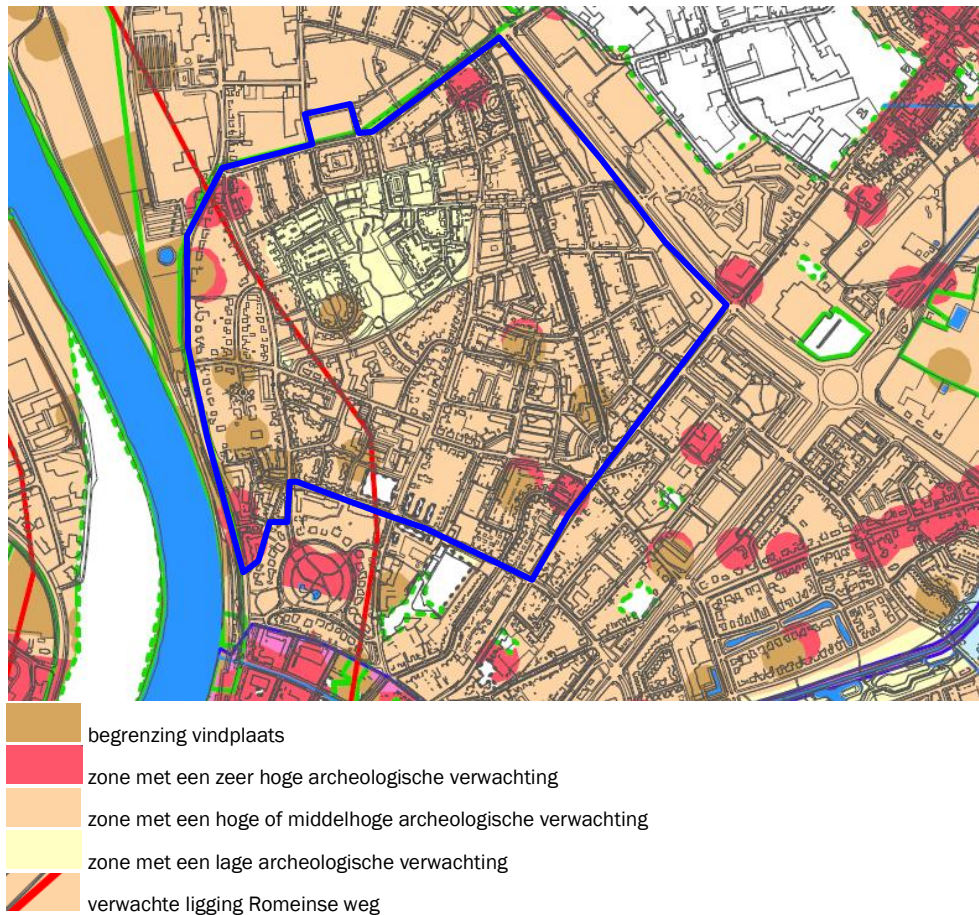 begrenzing vindplaats
zone met een zeer hoge archeologische verwachting
zone met een hoge of middelhoge archeologische verwachting
zone met een lage archeologische verwachting
verwachte ligging Romeinse weg